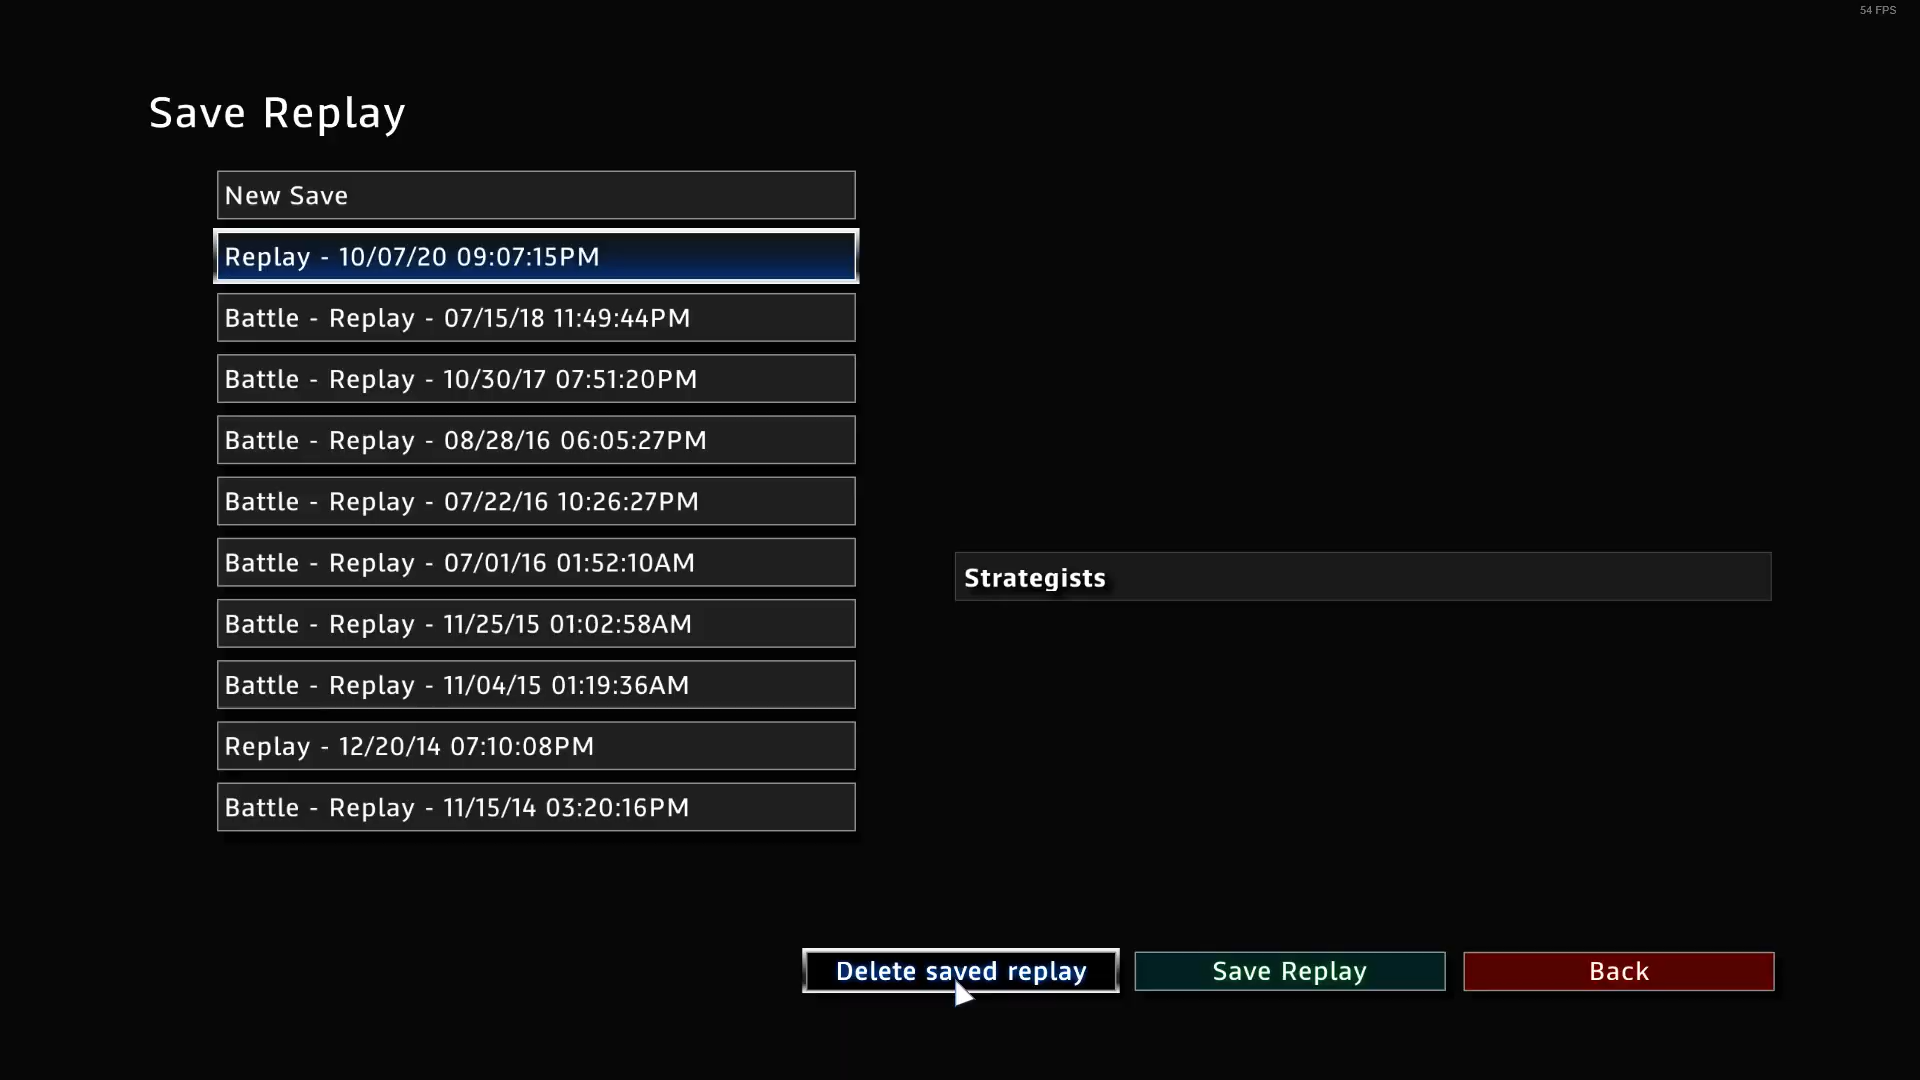 54 FPS
Save Replay
New Save
Replay - 10/07/20 09:07:15PM
Battle - Replay - 07/15/18 11:49:44PM
Battle - Replay - 10/30/17 07:51:20PM
Battle - Replay - 08/28/16 06:05:27PM
Battle - Replay - 07/22/16 10:26:27PM
Battle - Replay - 07/01/16 01:52:10AM
Strategists
Battle - Replay - 11/25/15 01:02:58AM
Battle - Replay - 11/04/15 01:19:36AM
Replay - 12/20/14 07:10:08PM
Battle - Replay - 11/15/14 03:20:16PM
Delete saved replay
Save Replay
Back